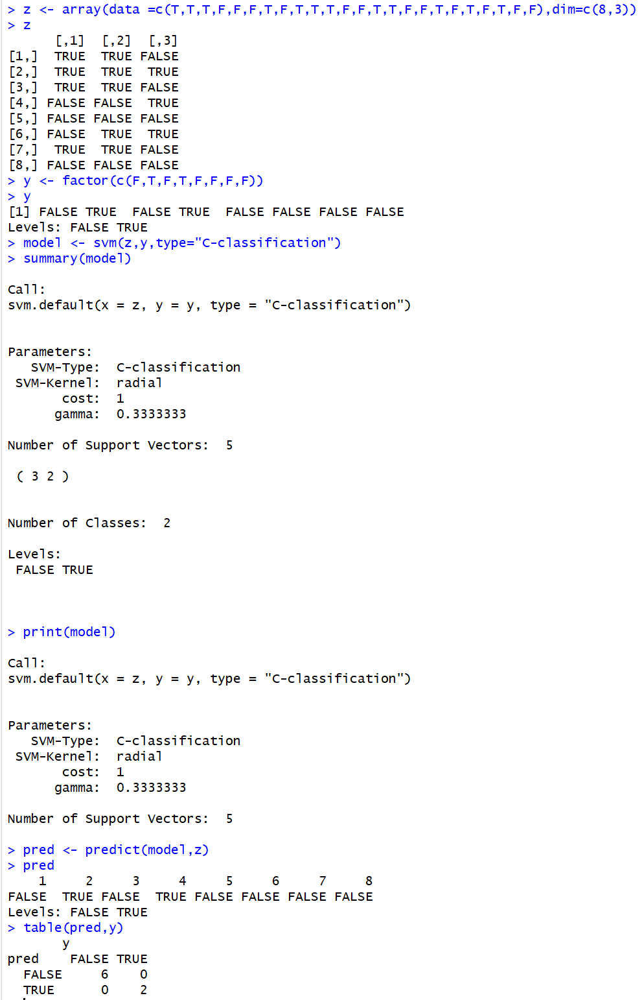 > z <- array(data =c(T,T,T,F,F,F,T,F,T,T,T,F,F,T,T,F,F,T,F,T,F,T,F,F),dim=c(8,3))
> z
      [,1]  [,2]  [,3]
[1,]  TRUE  TRUE FALSE
[2,]  TRUE  TRUE  TRUE
[3,]  TRUE  TRUE FALSE
[4,] FALSE FALSE  TRUE
[5,] FALSE FALSE FALSE
[6,] FALSE  TRUE  TRUE
[7,]  TRUE  TRUE FALSE
[8,] FALSE FALSE FALSE
> y <- factor(c(F,T,F,T,F,F,F,F))
> y
[1] FALSE TRUE  FALSE TRUE  FALSE FALSE FALSE FALSE
Levels: FALSE TRUE
> model <- svm(z,y,type="C-classification")
> summary(model)
Call:
svm.default(x = z, y = y, type = "C-classification")
Parameters:
   SVM-Type:  C-classification
 SVM-Kernel:  radial
       cost:  1
      gamma:  0.3333333
Number of Support Vectors:  5
 ( 3 2 )
Number of Classes:  2
Levels:
 FALSE TRUE
> print(model)
Call:
svm.default(x = z, y = y, type = "C-classification")
Parameters:
   SVM-Type:  C-classification
 SVM-Kernel:  radial
       cost:  1
      gamma:  0.3333333
Number of Support Vectors:  5
> pred <- predict(model,z)
> pred
    1     2     3     4     5     6     7     8
FALSE  TRUE FALSE  TRUE FALSE FALSE FALSE FALSE
Levels: FALSE TRUE
> table(pred,y)
       y
pred    FALSE TRUE
  FALSE     6    0
  TRUE      0    2